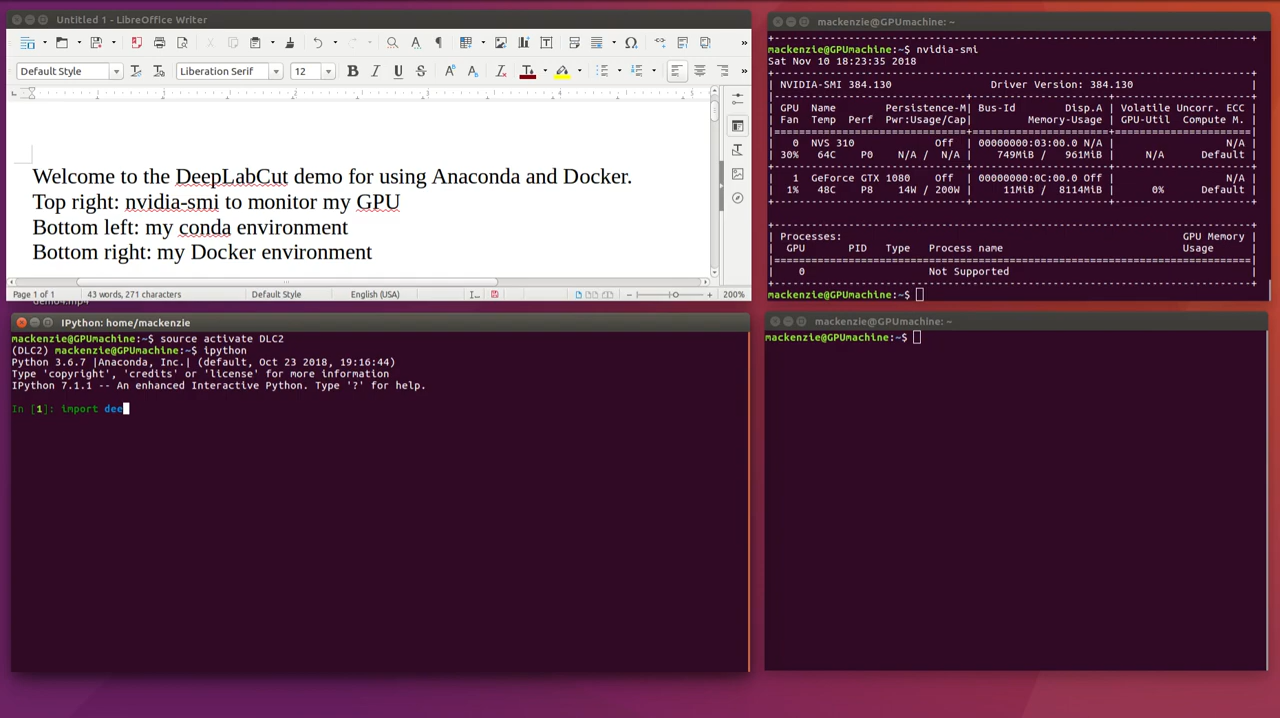 Untitled 1 - LibreOffice Writer
Default Style
Liberation Serif
12
Welcome to the DeepLabCut demo for using Anaconda and Docker.
Top right: nvidia-smi to monitor my GPU
Bottom left: my conda environment
Bottom right: my Docker environment
Page 1 of 1
43 words, 271 characters
Default Style
English (USA)
200%
mackenzie@GPUmachine: ~
mackenzie@GPUmachine:~$ nvidia-smi
Sat Nov 10 18:23:35 2018
| NVIDIA-SMI 384.130 Driver Version: 384.130 |
| GPU Name Persistence-M| Bus-Id Disp.A | Volatile Uncorr. ECC |
| Fan Temp Perf Pwr:Usage/Cap| Memory-Usage | GPU-Util Compute M. |
| 0 NVS 310 Off | 00000000:03:00.0 N/A | N/A |
| 30% 64C P0 N/A / N/A | 749MiB / 961MiB | N/A Default |
| 1 GeForce GTX 1080 Off | 00000000:0C:00.0 Off | N/A |
| 1% 48C P8 14W / 200W | 11MiB / 8114MiB | 0% Default |
| Processes: GPU Memory |
| GPU PID Type Process name Usage |
| 0 Not Supported |
mackenzie@GPUmachine:~$
IPython: home/mackenzie
mackenzie@GPUmachine:~$ source activate DLC2
(DLC2) mackenzie@GPUmachine:~$ ipython
Python 3.6.7 |Anaconda, Inc.| (default, Oct 23 2018, 19:16:44)
Type 'copyright', 'credits' or 'license' for more information
IPython 7.1.1 -- An enhanced Interactive Python. Type '?' for help.
In [1]: import dee
mackenzie@GPUmachine: ~
mackenzie@GPUmachine:~$